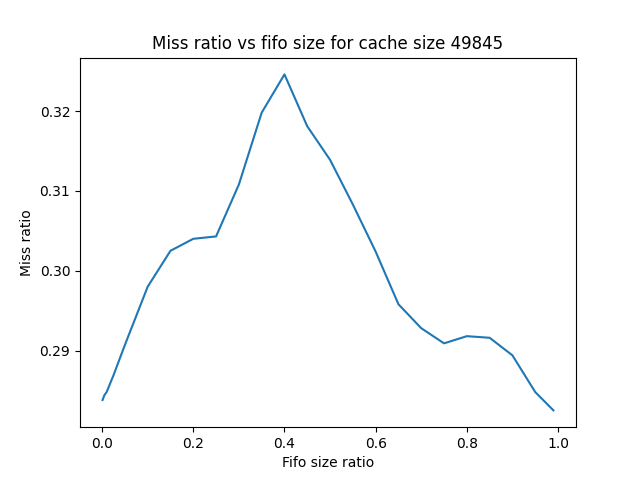 Miss ratio vs fifo size for cache size 49845
Miss ratio
0.32
0.31
0.30
0.29
0.0 0.2 0.4 0.6 0.8 1.0
Fifo size ratio